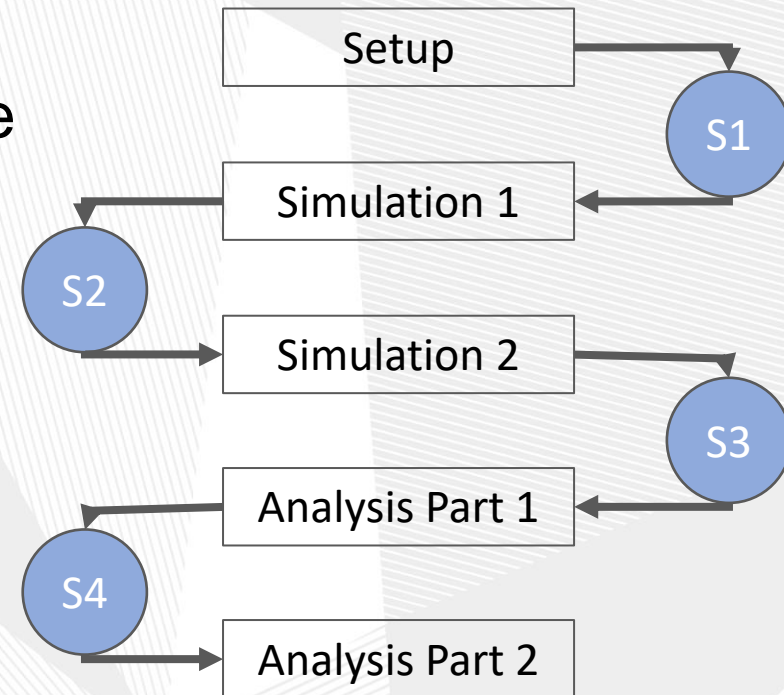 Setup
e
S1
Simulation 1
S2
Simulation 2
S3
Analysis Part 1
S4
Analysis Part 2